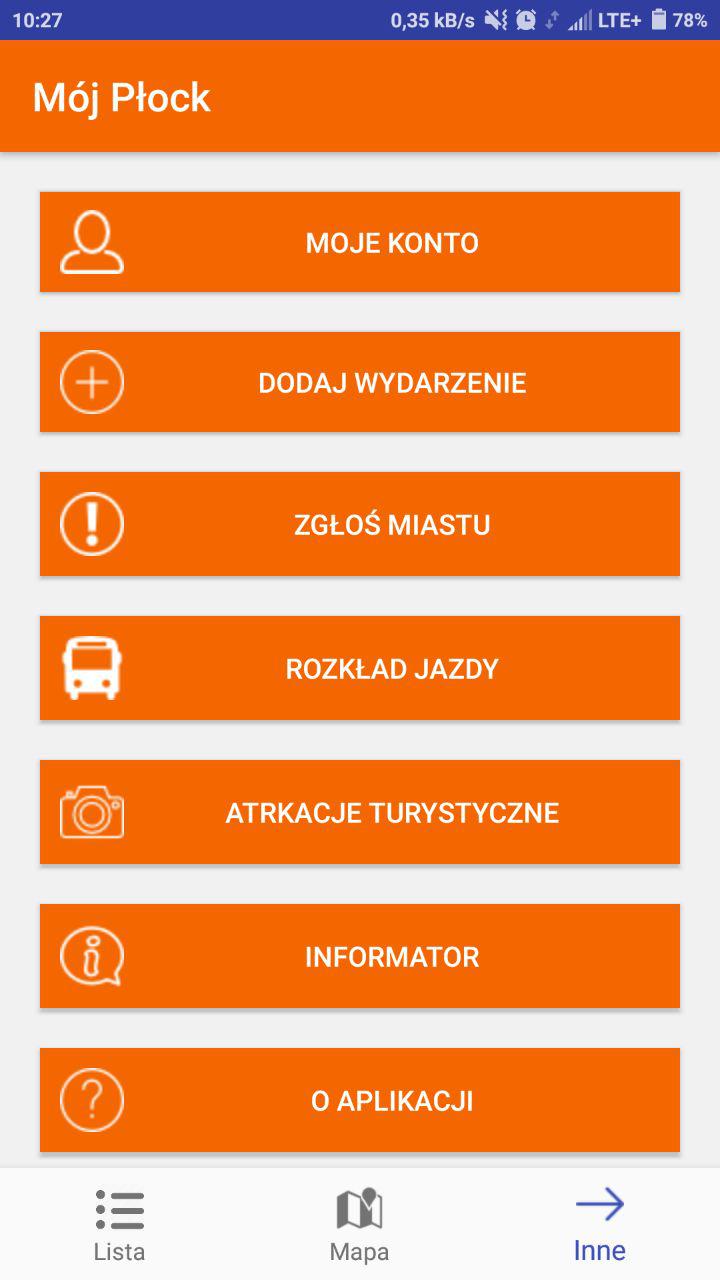 10:27 0,35 kB/s LTE+ 78%
Mój Płock
MOJE KONTO
DODAJ WYDARZENIE
ZGŁOŚ MIASTU
ROZKŁAD JAZDY
ATRKACJE TURYSTYCZNE
INFORMATOR
O APLIKACJI
Lista Mapa Inne